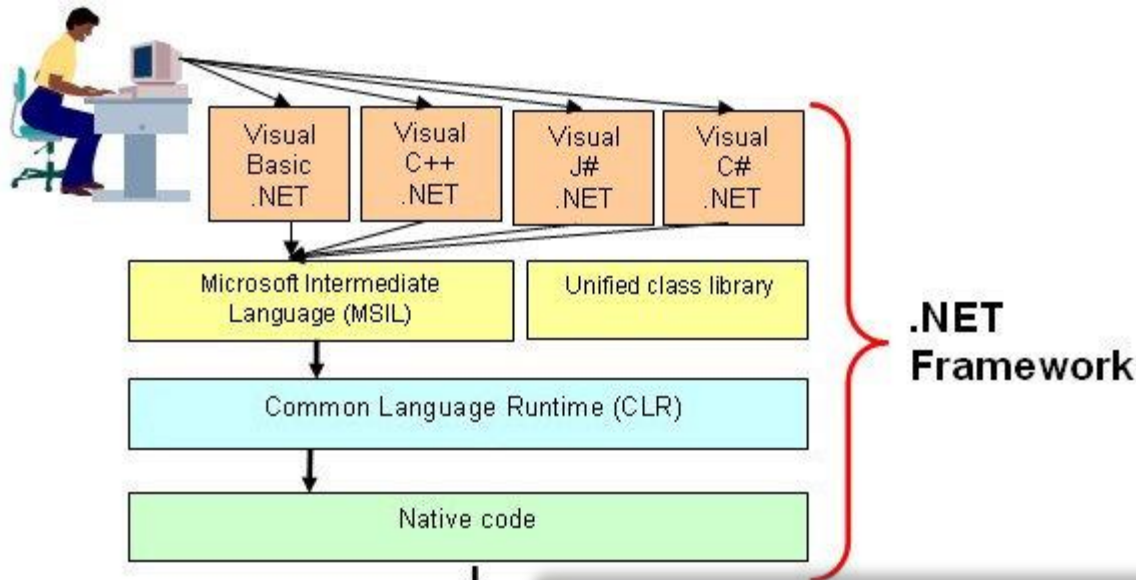 Visual
Basic
.NET
Visual
C++
.NET
Visual
J#
.NET
Visual
C#
.NET
Microsoft Intermediate
Language (MSIL)
Unified class library
.NET
Framework
Common Language Runtime (CLR)
Native code